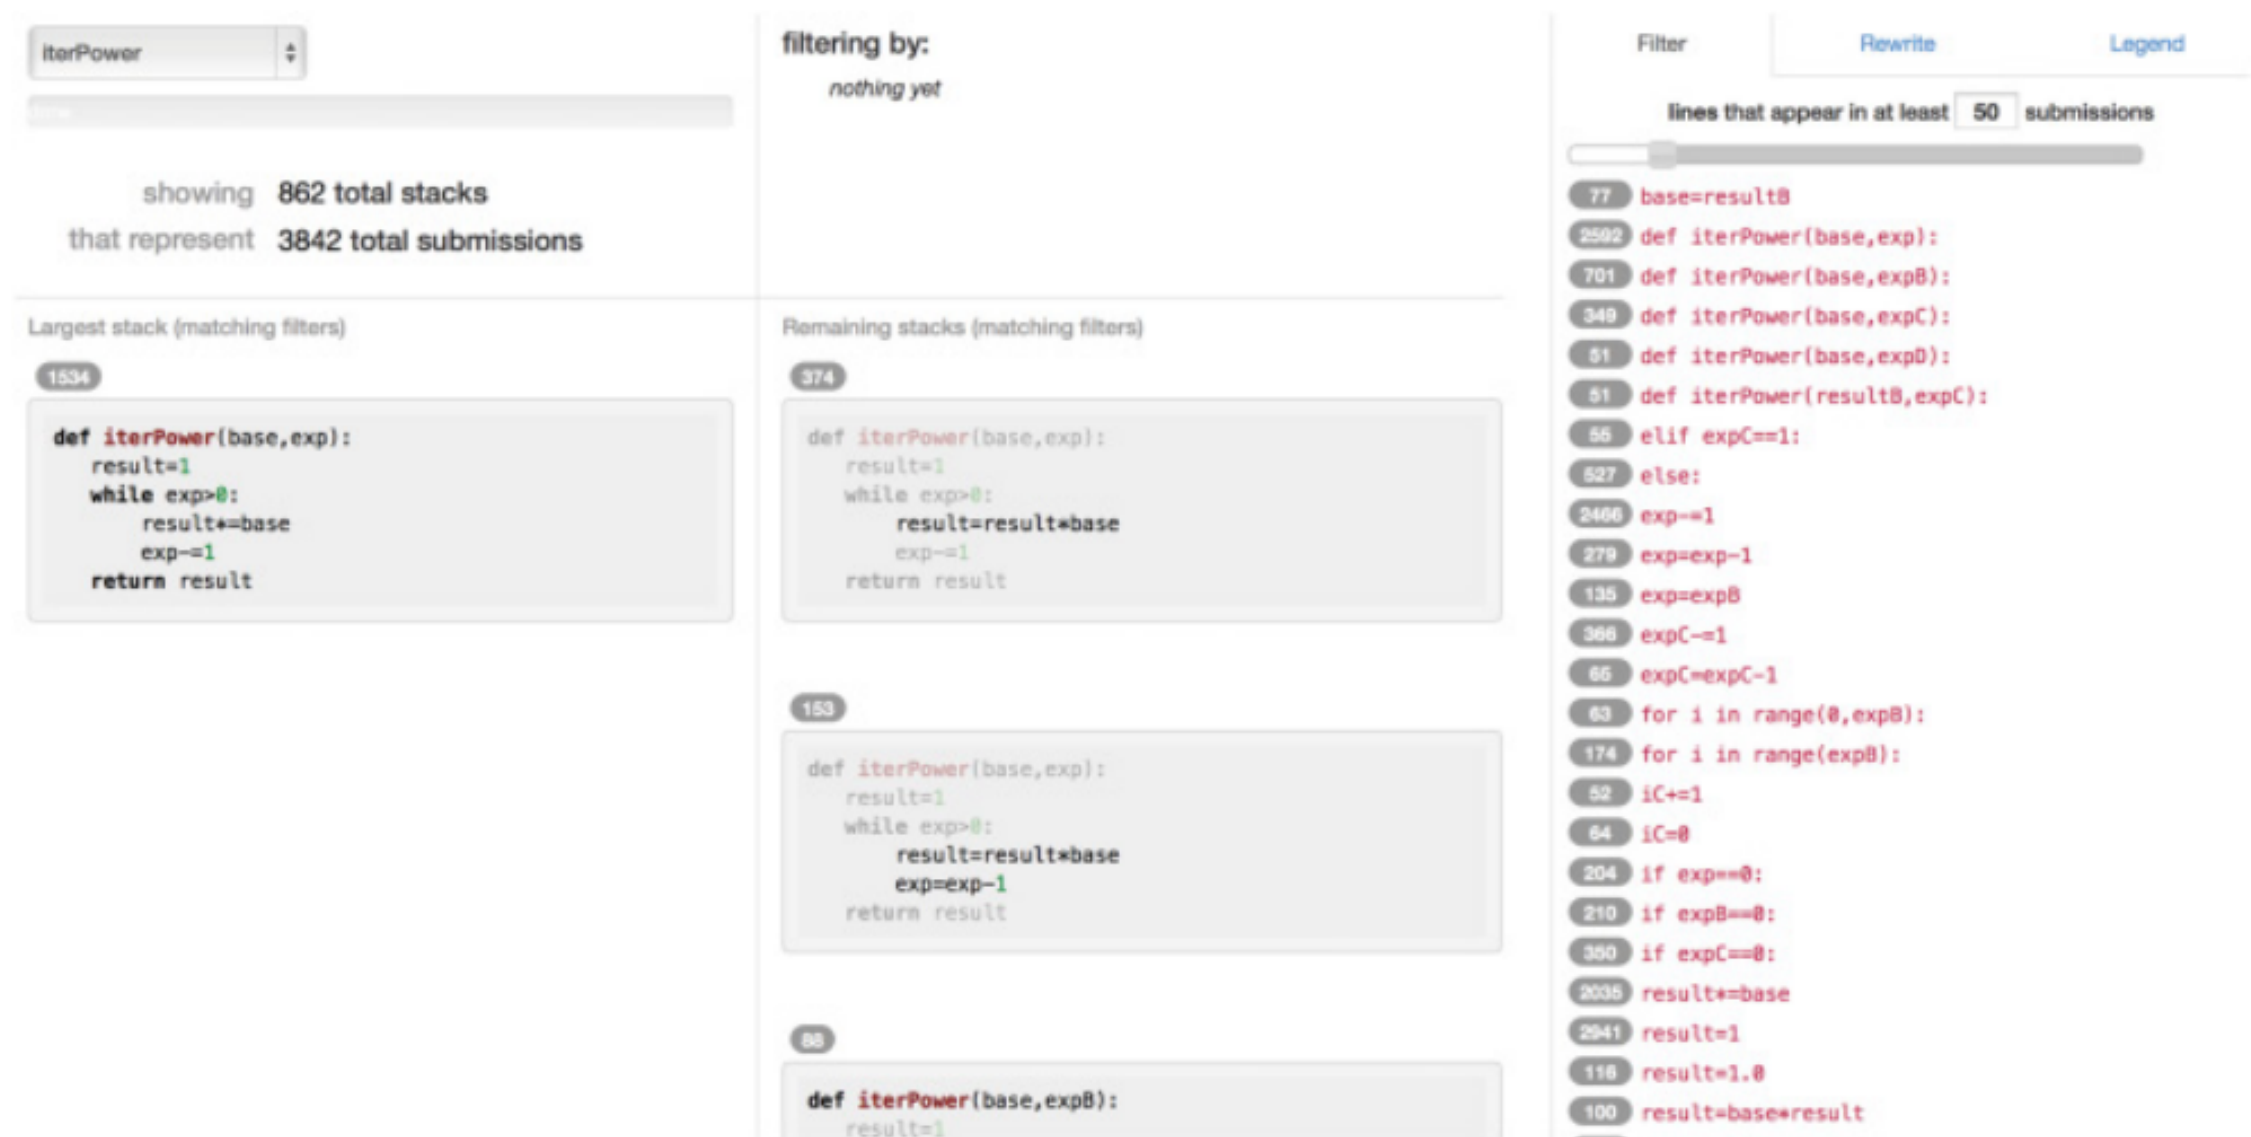 iterPower
showing 862 total stacks
that represent 3842 total submissions
filtering by:
nothing yet
Largest stack (matching filters)
1534
def iterPower(base,exp):
result=1
while exp>0:
result*=base
exp-=1
return result
Remaining stacks (matching filters)
374
def iterPower(base,exp):
result=1
while exp>0:
result=result*base
exp-=1
return result
153
def iterPower(base,exp):
result=1
while exp>0:
result=result*base
exp=exp-1
return result
88
def iterPower(base,expB):
result=1
Filter Rewrite Legend
lines that appear in at least 50 submissions
77 base=resultB
2592 def iterPower(base,exp):
701 def iterPower(base,expB):
349 def iterPower(base,expC):
51 def iterPower(base,expD):
51 def iterPower(resultB,expC):
55 elif expC==1:
527 else:
2466 exp-=1
279 exp=exp-1
135 exp=expB
366 expC-=1
65 expC=expC-1
63 for i in range(0,expB):
174 for i in range(expB):
52 iC+=1
64 iC=0
204 if exp==0:
210 if expB==0:
350 if expC==0:
2035 result*=base
2941 result=1
116 result=1.0
100 result=base*result